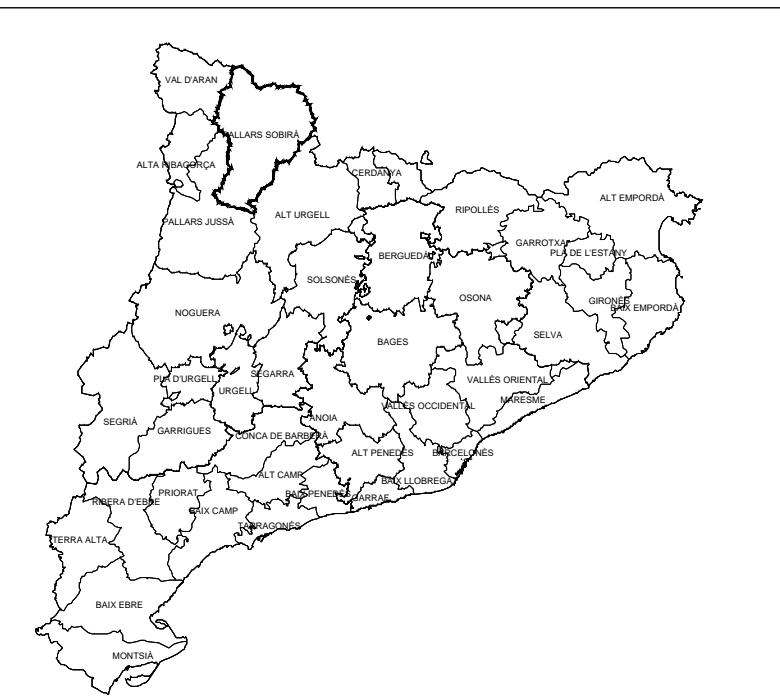 VAL D'ARAN
PALLARS SOBIRÀ
ALTA RIBAGORÇA
CERDANYA
ALT EMPORDÀ
RIPOLLÈS
ALT URGELL
PALLARS JUSSÀ
GARROTXA
PLA DE L'ESTANY
BERGUEDÀ
SOLSONÈS
OSONA
GIRONÈS
BAIX EMPORDÀ
NOGUERA
SELVA
BAGES
SEGARRA
PLA D'URGELL
VALLÈS ORIENTAL
URGELL
MARESME
VALLÈS OCCIDENTAL
ANOIA
SEGRIÀ
GARRIGUES
CONCA DE BARBERÀ
ALT PENEDÈS
BARCELONÈS
ALT CAMP
BAIX LLOBREGAT
PRIORAT
BAIX PENEDÈS
GARRAF
RIBERA D'EBRE
BAIX CAMP
TARRAGONÈS
TERRA ALTA
BAIX EBRE
MONTSIÀ